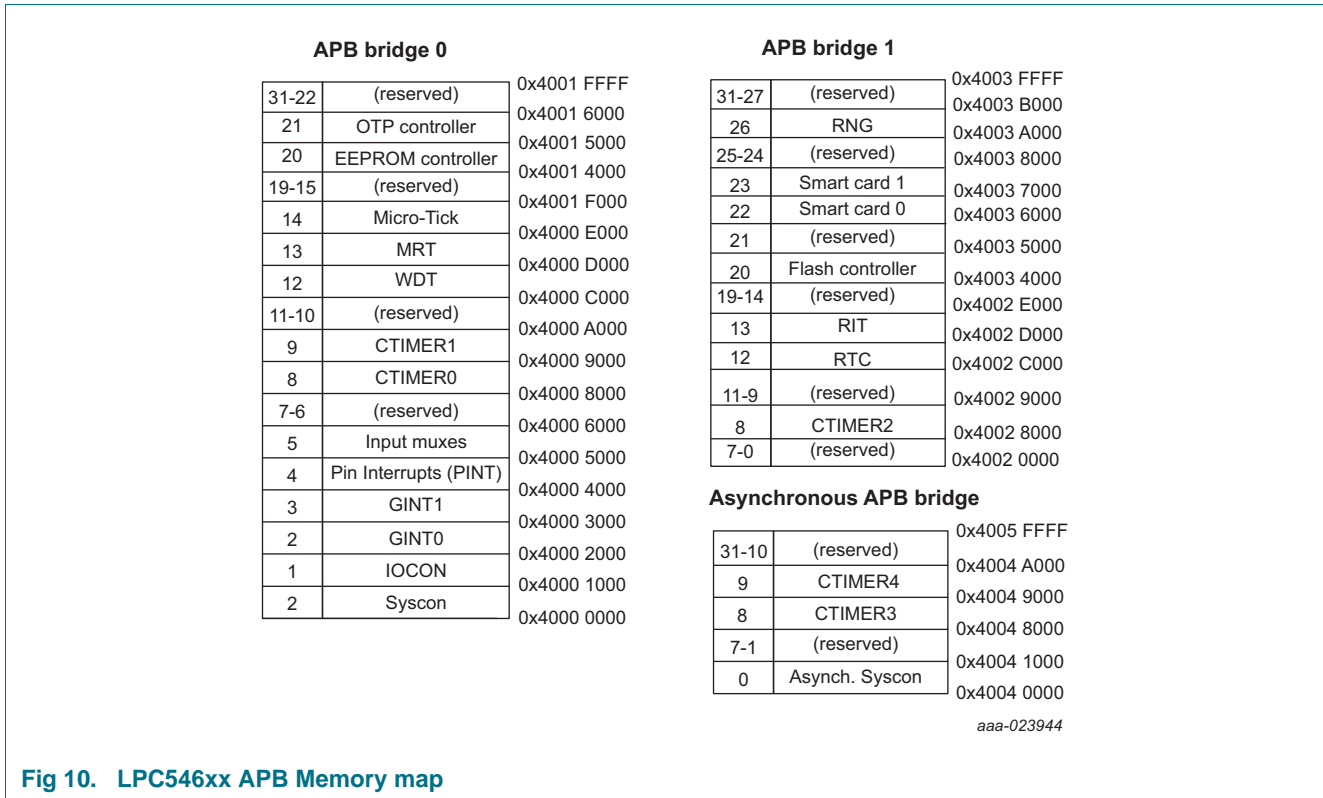 APB bridge 0
31-22 (reserved) 0x4001 FFFF
21 OTP controller 0x4001 6000
20 EEPROM controller 0x4001 5000
19-15 (reserved) 0x4001 4000
14 Micro-Tick 0x4001 F000
13 MRT 0x4000 E000
12 WDT 0x4000 D000
11-10 (reserved) 0x4000 C000
9 CTIMER1 0x4000 A000
8 CTIMER0 0x4000 9000
7-6 (reserved) 0x4000 8000
5 Input muxes 0x4000 6000
4 Pin Interrupts (PINT) 0x4000 5000
3 GINT1 0x4000 4000
2 GINT0 0x4000 3000
1 IOCON 0x4000 2000
2 Syscon 0x4000 1000
0x4000 0000
APB bridge 1
31-27 (reserved) 0x4003 FFFF
26 RNG 0x4003 B000
25-24 (reserved) 0x4003 A000
23 Smart card 1 0x4003 8000
22 Smart card 0 0x4003 7000
21 (reserved) 0x4003 6000
20 Flash controller 0x4003 5000
19-14 (reserved) 0x4003 4000
13 RIT 0x4002 E000
12 RTC 0x4002 D000
11-9 (reserved) 0x4002 C000
8 CTIMER2 0x4002 9000
7-0 (reserved) 0x4002 8000
0x4002 0000
Asynchronous APB bridge
31-10 (reserved) 0x4005 FFFF
9 CTIMER4 0x4004 A000
8 CTIMER3 0x4004 9000
7-1 (reserved) 0x4004 8000
0 Asynch. Syscon 0x4004 1000
0x4004 0000
aaa-023944
Fig 10. LPC546xx APB Memory map